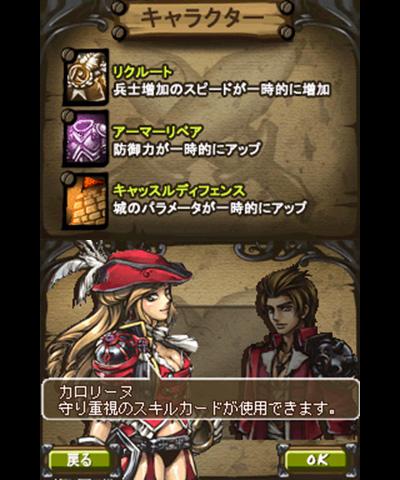 キャラクター
リクルート
兵士増加のスピードが一時的に増加
アーマーリペア
防御力が一時的にアップ
キャッスルディフェンス
城のパラメータが一時的にアップ
カロリーヌ
守り重視のスキルカードが使用できます。
戻る
OK